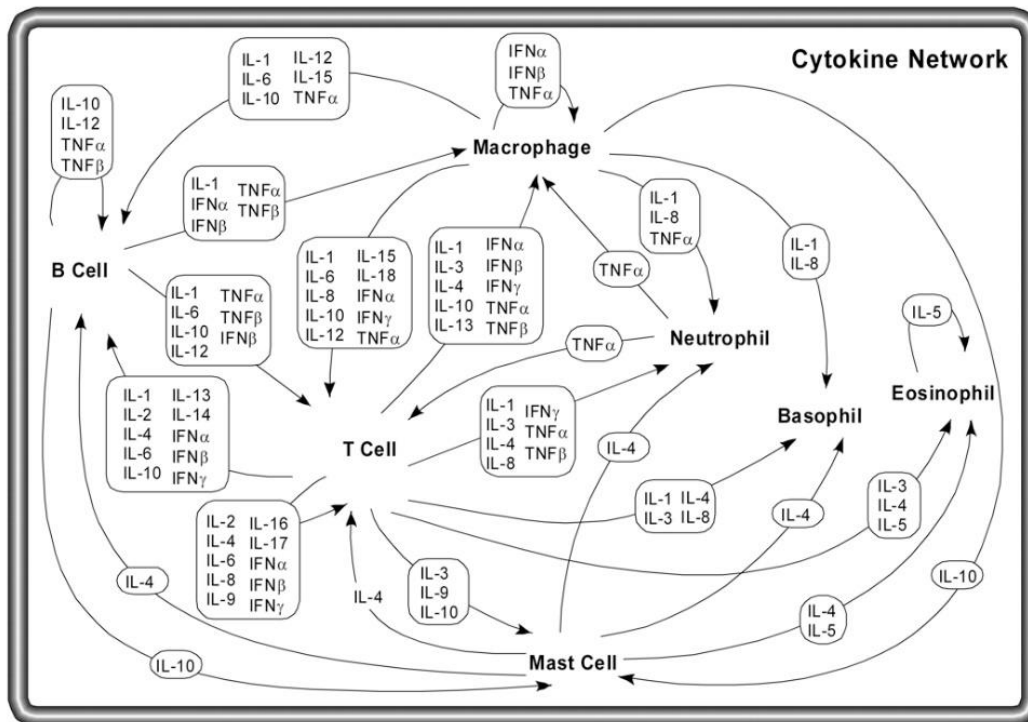 Cytokine Network
IL-1 IL-12
IL-6 IL-15
IL-10 TNFα
IFNα
IFNβ
TNFα
IL-10
IL-12
TNFα
TNFβ
Macrophage
IL-1 TNFα
IFNα TNFβ
IFNβ
IL-1
IL-8
TNFα
IL-1
IL-8
B Cell
IL-1 IL-15
IL-6 IL-18
IL-8 IFNα
IL-10 IFNγ
IL-12 TNFα
IL-1 IFNα
IL-3 IFNβ
IL-4 IFNγ
IL-10 TNFα
IL-13 TNFβ
TNFα
IL-1 TNFα
IL-6 TNFβ
IL-10 IFNβ
IL-12
TNFα
Neutrophil
IL-5
Eosinophil
IL-1 IL-13
IL-2 IL-14
IL-4 IFNα
IL-6 IFNβ
IL-10 IFNγ
T Cell
IL-1 IFNγ
IL-3 TNFα
IL-4 TNFβ
IL-8
Basophil
IL-4
IL-1 IL-4
IL-3 IL-8
IL-4
IL-3
IL-4
IL-5
IL-2 IL-16
IL-4 IL-17
IL-6 IFNα
IL-8 IFNβ
IL-9 IFNγ
IL-4
IL-4
IL-3
IL-9
IL-10
IL-10
IL-4
IL-5
IL-10
Mast Cell